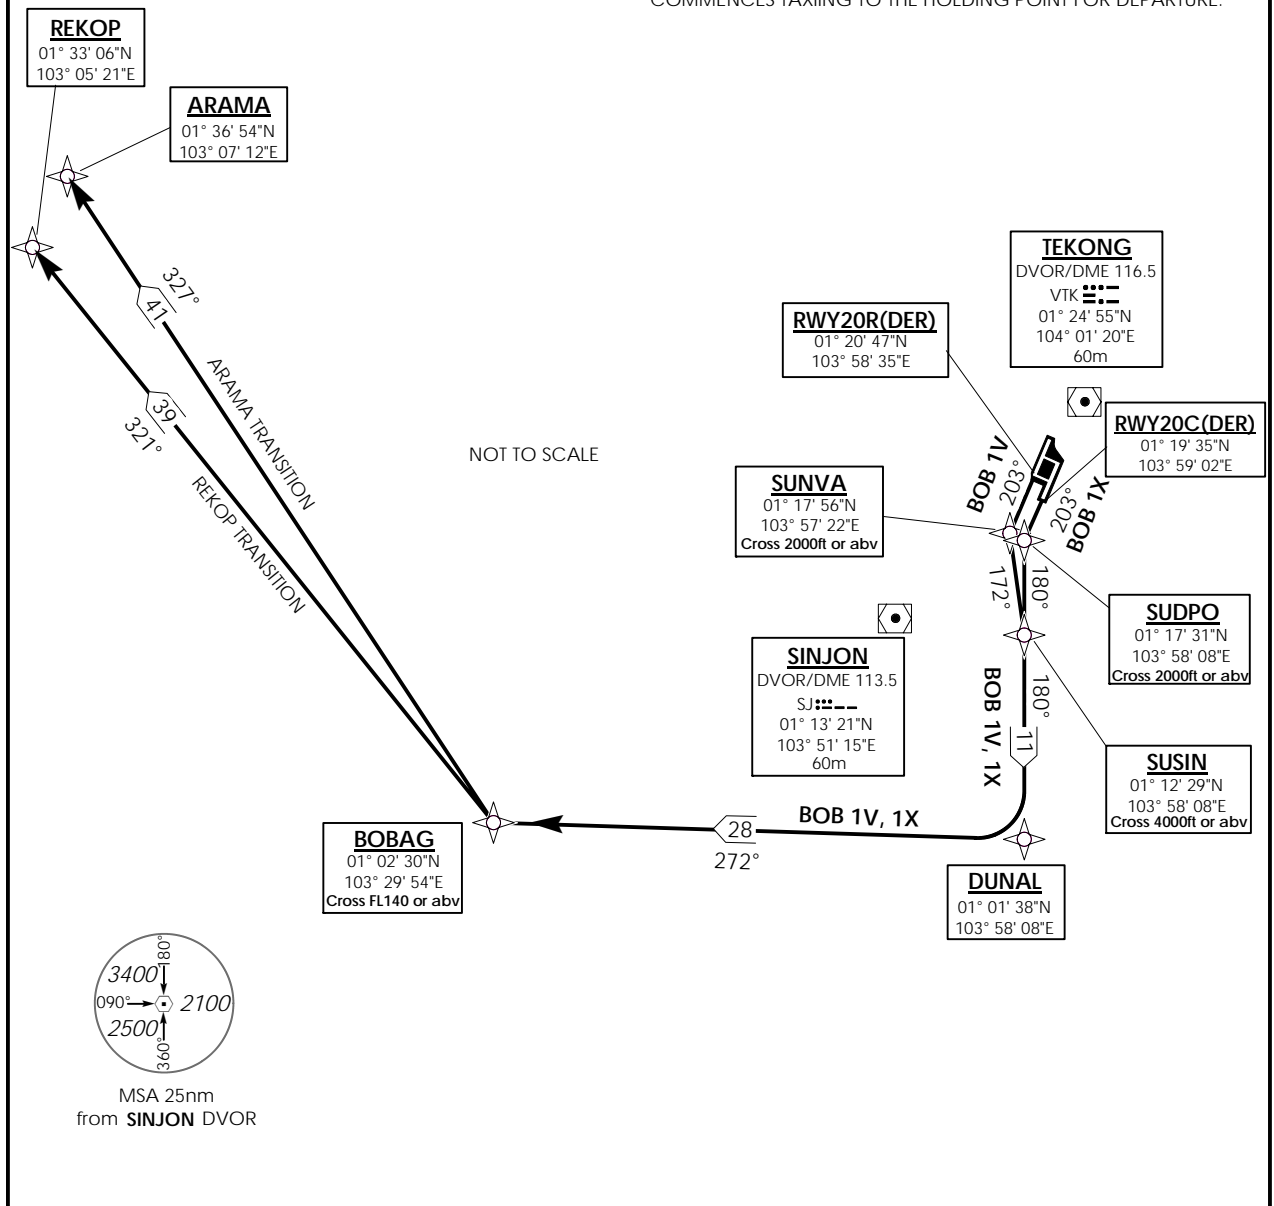 COMMENCES TAXIING TO THE HOLDING POINT FOR DEPARTURE.
REKOP
01° 33' 06"N
103° 05' 21"E
ARAMA
01° 36' 54"N
103° 07' 12"E
327°
41
ARAMA TRANSITION
39
321°
REKOP TRANSITION
NOT TO SCALE
TEKONG
DVOR/DME 116.5
VTK
01° 24' 55"N
104° 01' 20"E
60m
RWY20R(DER)
01° 20' 47"N
103° 58' 35"E
RWY20C(DER)
01° 19' 35"N
103° 59' 02"E
BOB 1V
203°
203°
BOB 1X
SUNVA
01° 17' 56"N
103° 57' 22"E
Cross 2000ft or abv
172°
180°
SUDPO
01° 17' 31"N
103° 58' 08"E
Cross 2000ft or abv
SINJON
DVOR/DME 113.5
SJ
01° 13' 21"N
103° 51' 15"E
60m
BOB 1V, 1X
180°
11
SUSIN
01° 12' 29"N
103° 58' 08"E
Cross 4000ft or abv
BOB 1V, 1X
28
272°
BOBAG
01° 02' 30"N
103° 29' 54"E
Cross FL140 or abv
DUNAL
01° 01' 38"N
103° 58' 08"E
180°
3400
090°
2100
2500
360°
MSA 25nm
from SINJON DVOR